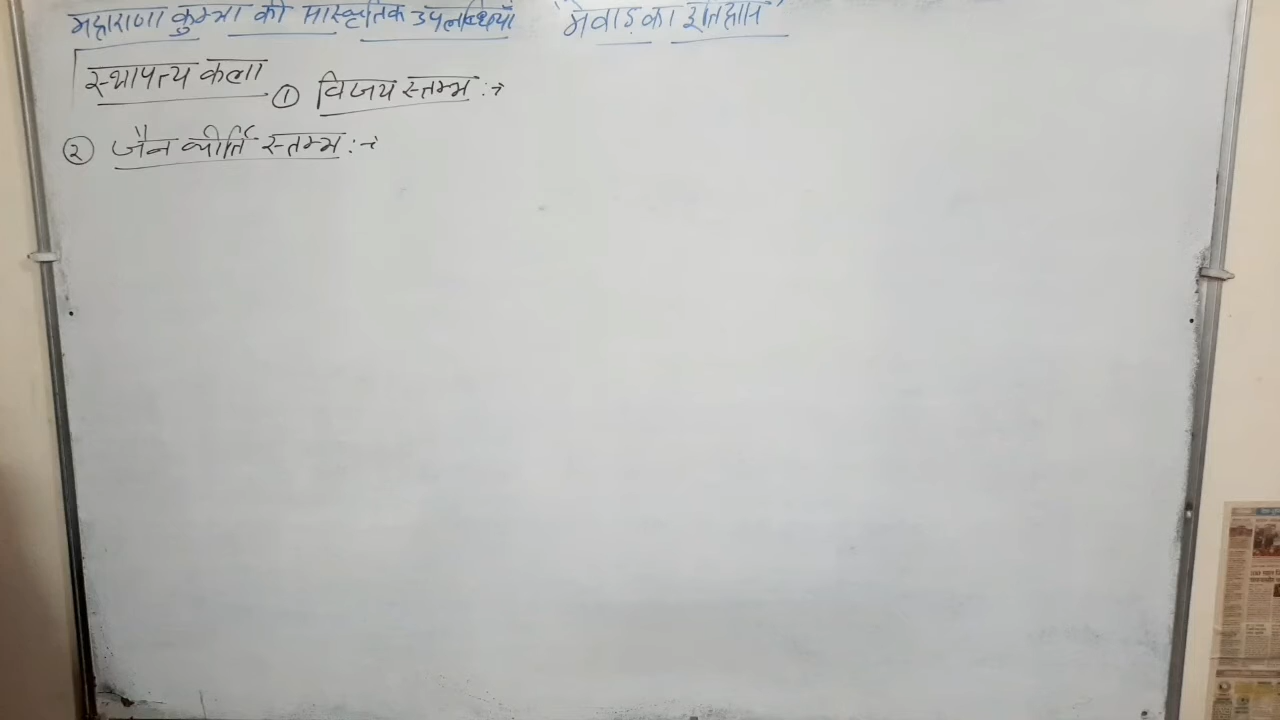 महाराणा कुम्भा की सांस्कृतिक उपलब्धियाँ "मेवाड़ का इतिहास"
स्थापत्य कला ① विजय स्तम्भ :→
② जैन कीर्ति स्तम्भ :→